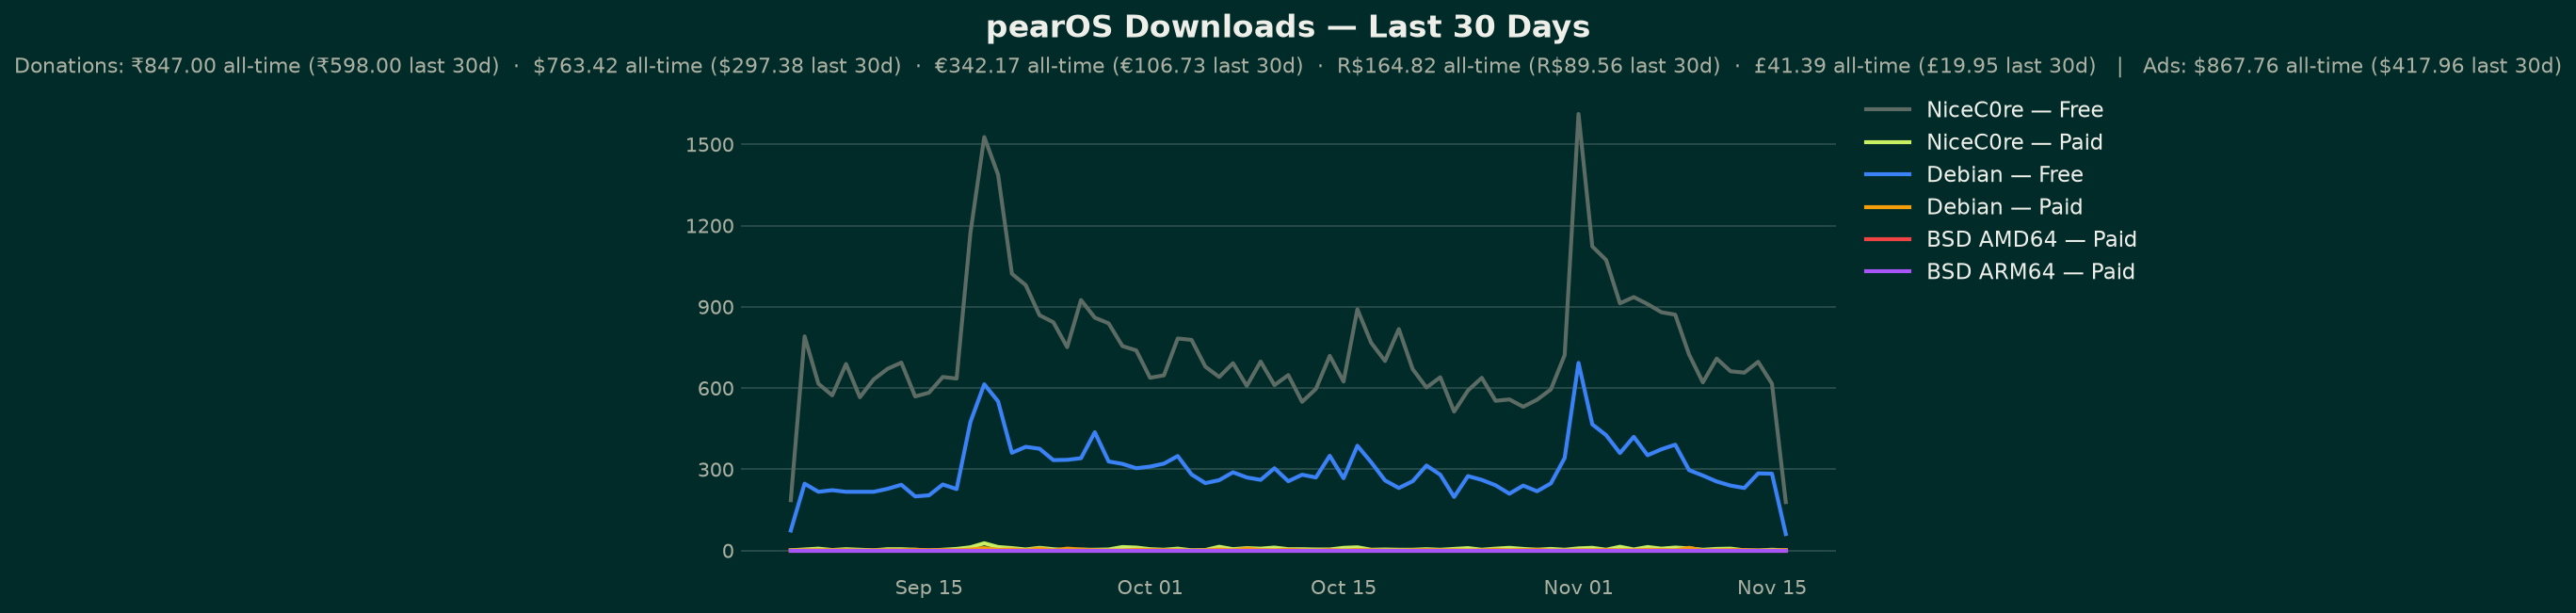 pearOS Downloads — Last 30 Days
Donations: ₹847.00 all-time (₹598.00 last 30d) · $763.42 all-time ($297.38 last 30d) · €342.17 all-time (€106.73 last 30d) · R$164.82 all-time (R$89.56 last 30d) · £41.39 all-time (£19.95 last 30d) | Ads: $867.76 all-time ($417.96 last 30d)
NiceC0re — Free
NiceC0re — Paid
Debian — Free
Debian — Paid
BSD AMD64 — Paid
BSD ARM64 — Paid
1500
1200
900
600
300
0
Sep 15 Oct 01 Oct 15 Nov 01 Nov 15